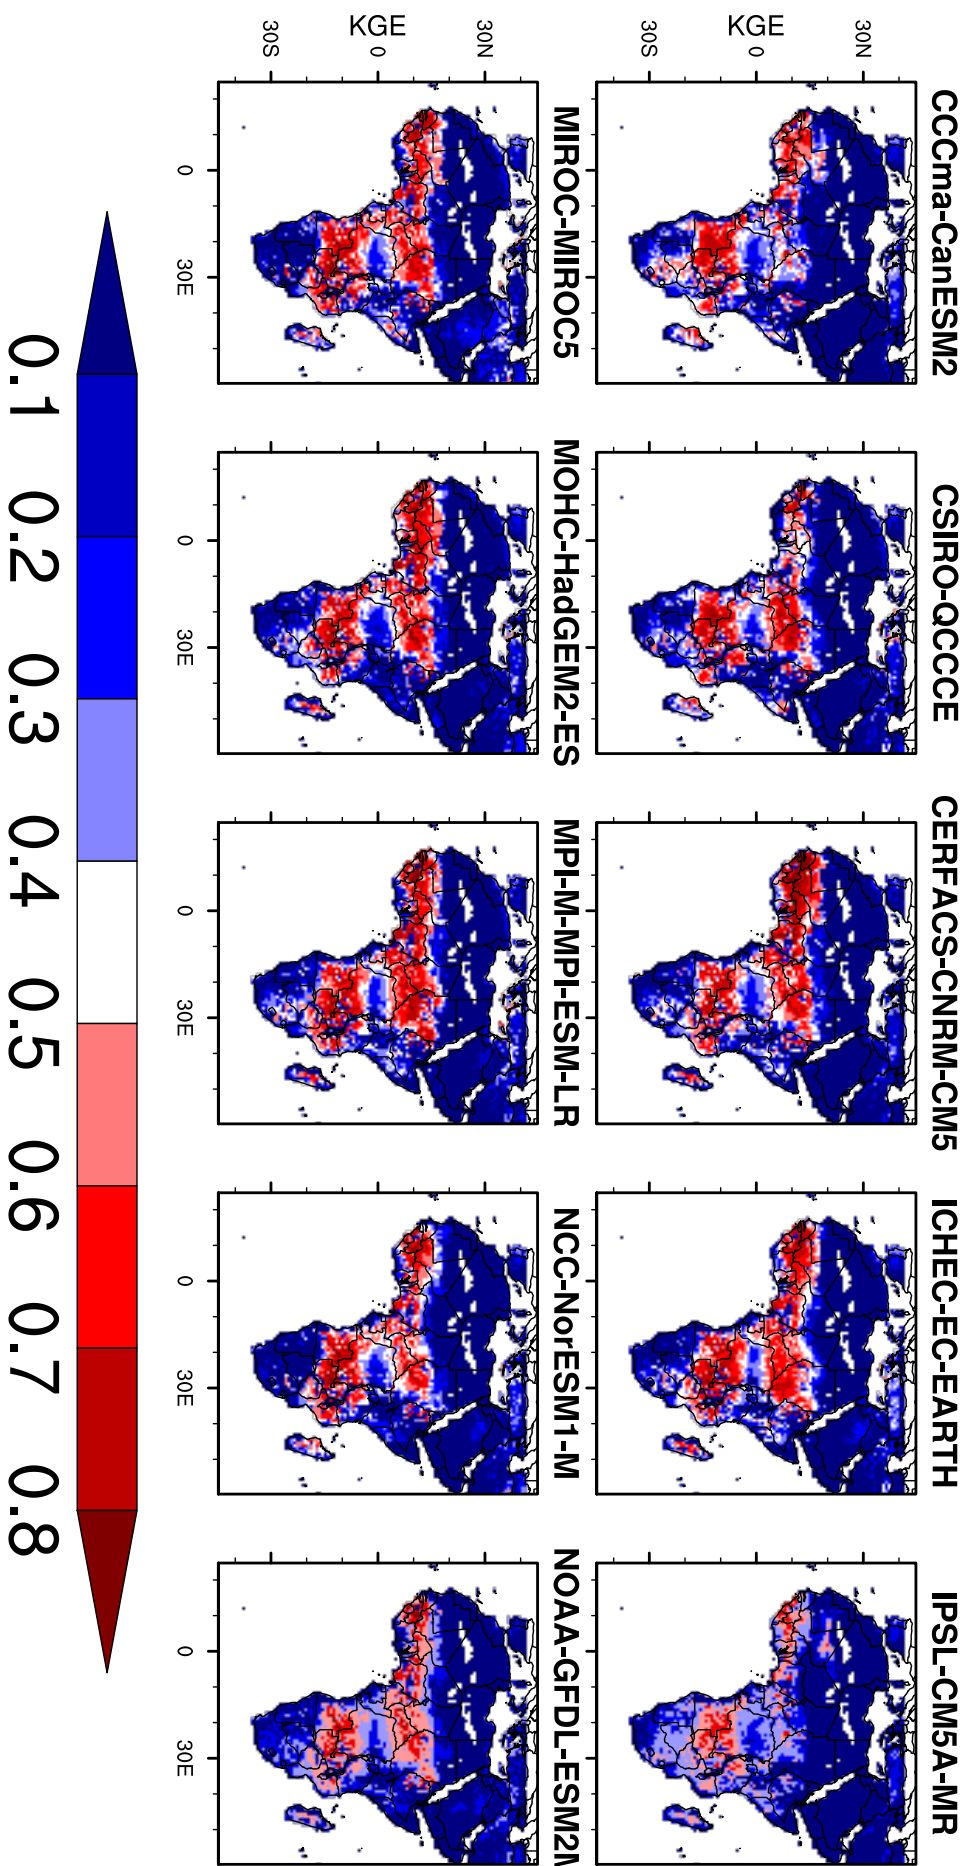 CCCma-CanESM2
CSIRO-QCCCE
CERFACS-CNRM-CM5
ICHEC-EC-EARTH
IPSL-CM5A-MR
30N
KGE
0
30S
MIROC-MIROC5
MOHC-HadGEM2-ES
MPI-M-MPI-ESM-LR
NCC-NorESM1-M
NOAA-GFDL-ESM2M
30N
KGE
0
30S
0
30E
0
30E
0
30E
0
30E
0
30E
0.1
0.2
0.3
0.4
0.5
0.6
0.7
0.8